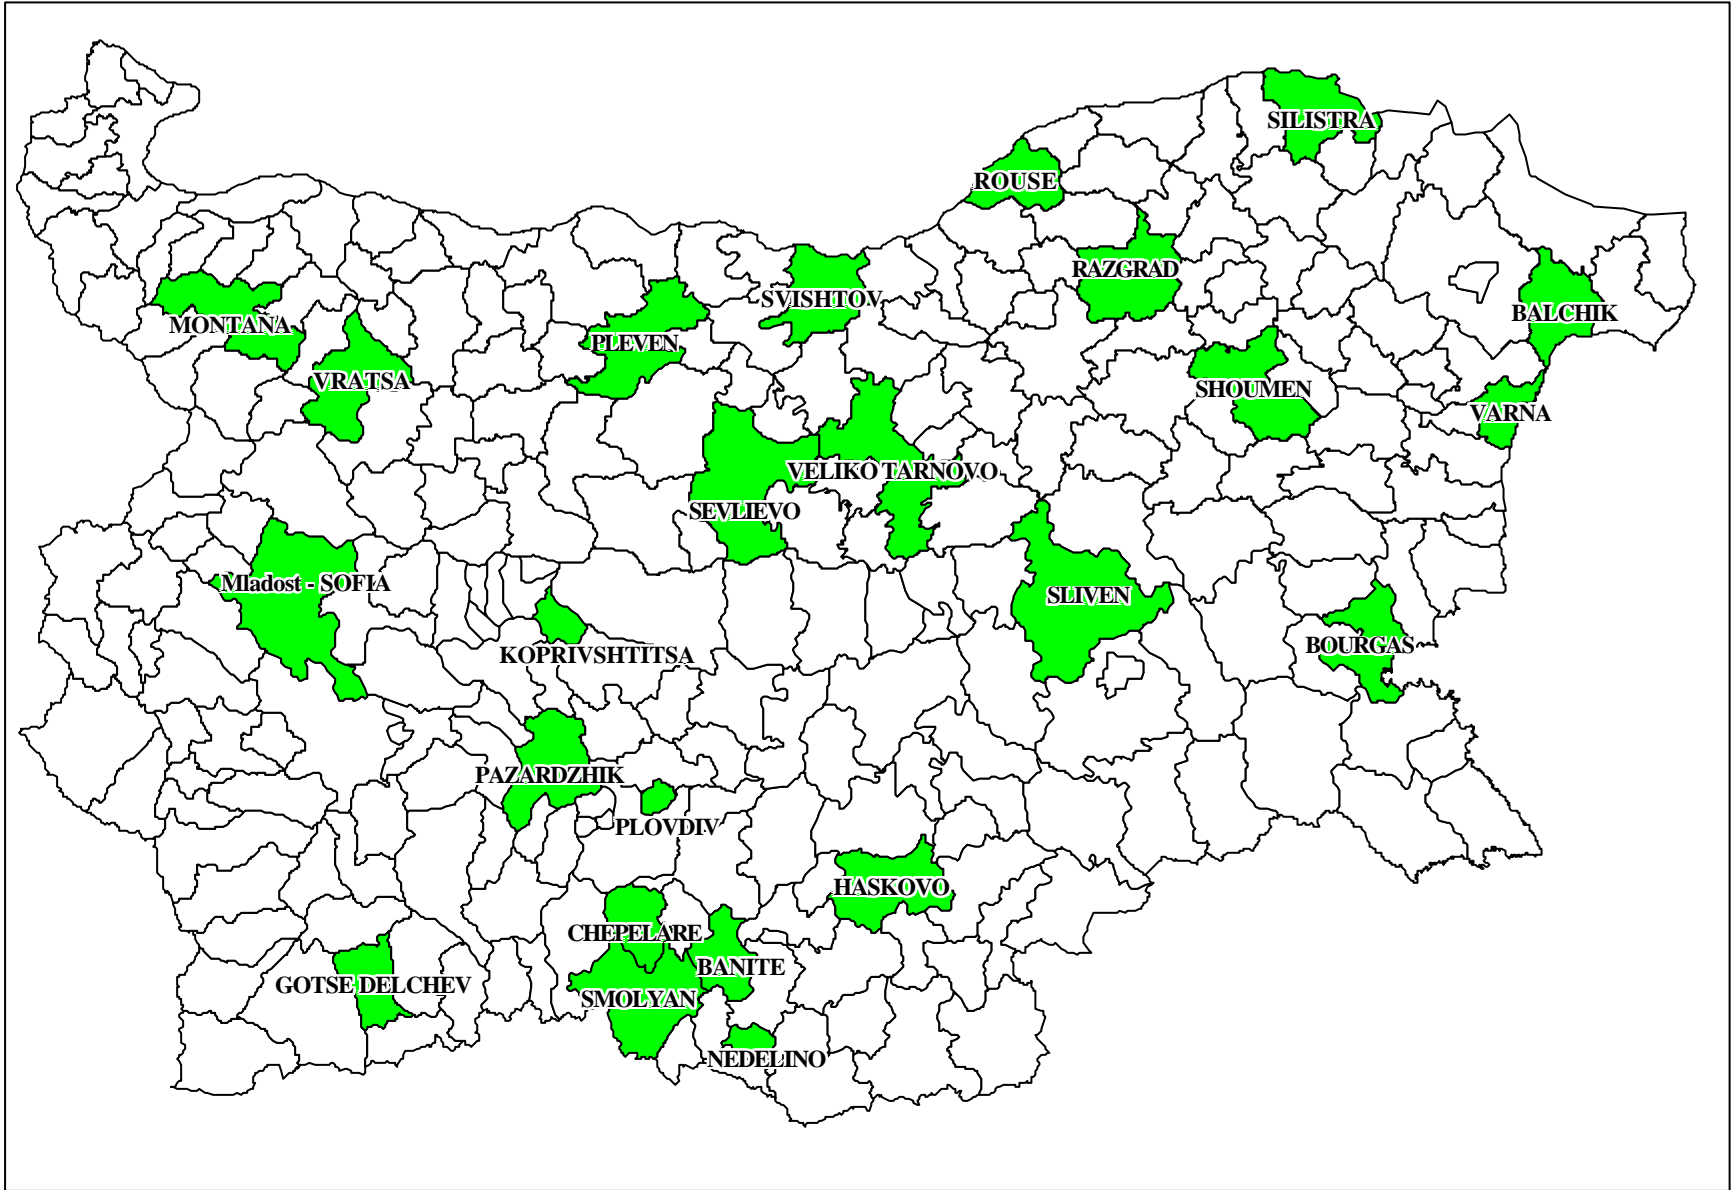 SILISTRA
ROUSE
RAZGRAD
SVISHTOV
BALCHIK
MONTANA
PLEVEN
VRATSA
SHOUMEN
VARNA
VELIKO TARNOVO
SEVLIEVO
Mladost - SOFIA
SLIVEN
BOURGAS
KOPRIVSHTITSA
PAZARDZHIK
PLOVDIV
HASKOVO
CHEPELARE
BANITE
GOTSE DELCHEV
SMOLYAN
NEDELINO